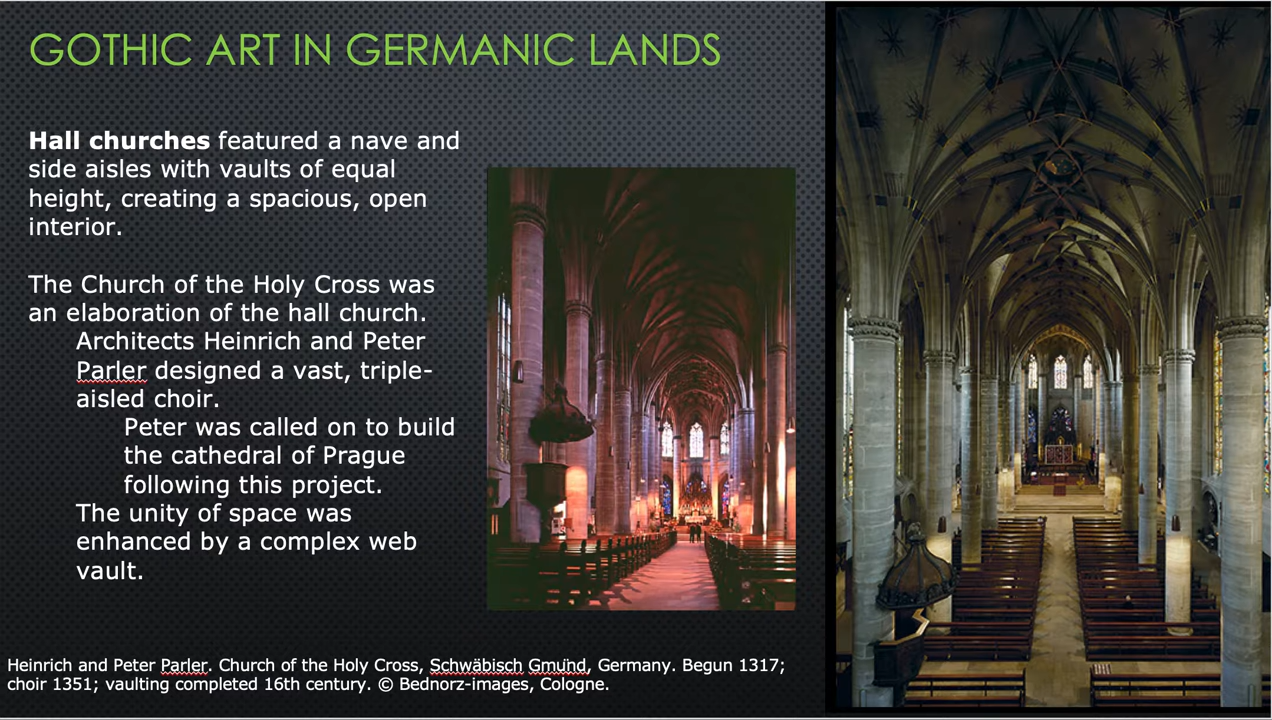 GOTHIC ART IN GERMANIC LANDS
Hall churches featured a nave and
side aisles with vaults of equal
height, creating a spacious, open
interior.
The Church of the Holy Cross was
an elaboration of the hall church.
Architects Heinrich and Peter
Parler designed a vast, triple-
aisled choir.
Peter was called on to build
the cathedral of Prague
following this project.
The unity of space was
enhanced by a complex web
vault.
Heinrich and Peter Parler. Church of the Holy Cross, Schwäbisch Gmünd, Germany. Begun 1317;
choir 1351; vaulting completed 16th century. © Bednorz-images, Cologne.